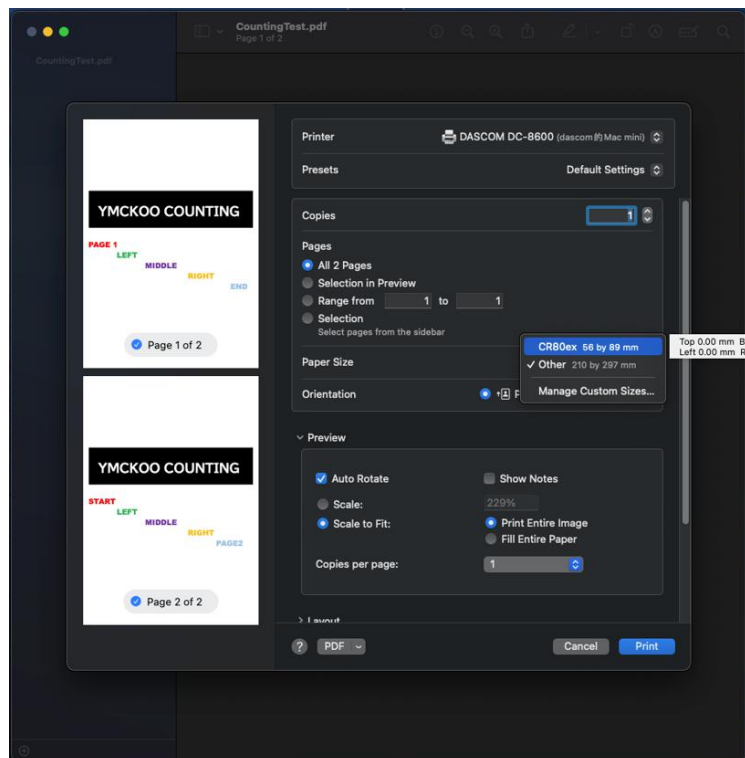 CountingTest.pdf
Page 1 of 2
CountingTest.pdf
YMCKOO COUNTING
PAGE 1
LEFT
MIDDLE
RIGHT
END
Page 1 of 2
YMCKOO COUNTING
START
LEFT
MIDDLE
RIGHT
PAGE2
Page 2 of 2
Printer DASCOM DC-8600 (dascom的Mac mini)
Presets Default Settings
Copies 1
Pages
All 2 Pages
Selection in Preview
Range from 1 to 1
Selection
Select pages from the sidebar
Paper Size
CR80ex 56 by 89 mm
✓ Other 210 by 297 mm
Manage Custom Sizes...
Top 0.00 mm B
Left 0.00 mm R
Orientation P
Preview
Auto Rotate Show Notes
Scale: 229%
Scale to Fit: Print Entire Image
Fill Entire Paper
Copies per page: 1
Layout
? PDF Cancel Print